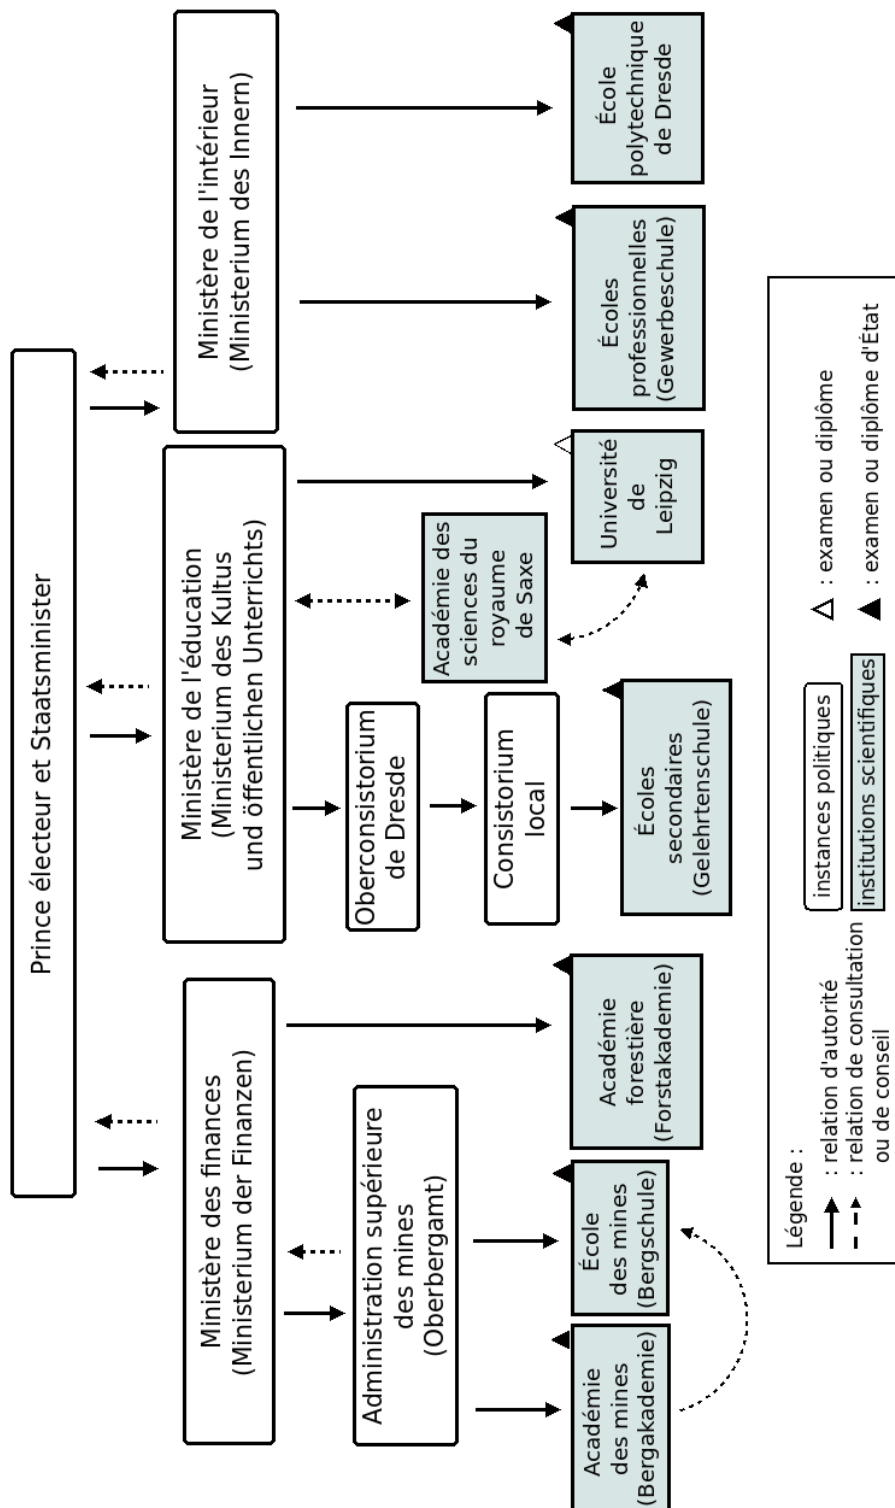 Prince électeur et Staatsminister
Ministère des finances
(Ministerium der Finanzen)
Ministère de l'éducation
(Ministerium des Kultus
und öffentlichen Unterrichts)
Ministère de l'intérieur
(Ministerium des Innern)
Administration supérieure
des mines
(Oberbergamt)
Oberconsistorium
de Dresde
Consistorium
local
Académie des
sciences du
royaume
de Saxe
Académie
des mines
(Bergakademie)
École
des mines
(Bergschule)
Académie
forestière
(Forstakademie)
Écoles
secondaires
(Gelehrtenschule)
Université
de
Leipzig
Écoles
professionnelles
(Gewerbeschule)
École
polytechnique
de Dresde
Légende :
: relation d'autorité
: relation de consultation
ou de conseil
instances politiques
institutions scientifiques
: examen ou diplôme
: examen ou diplôme d'État